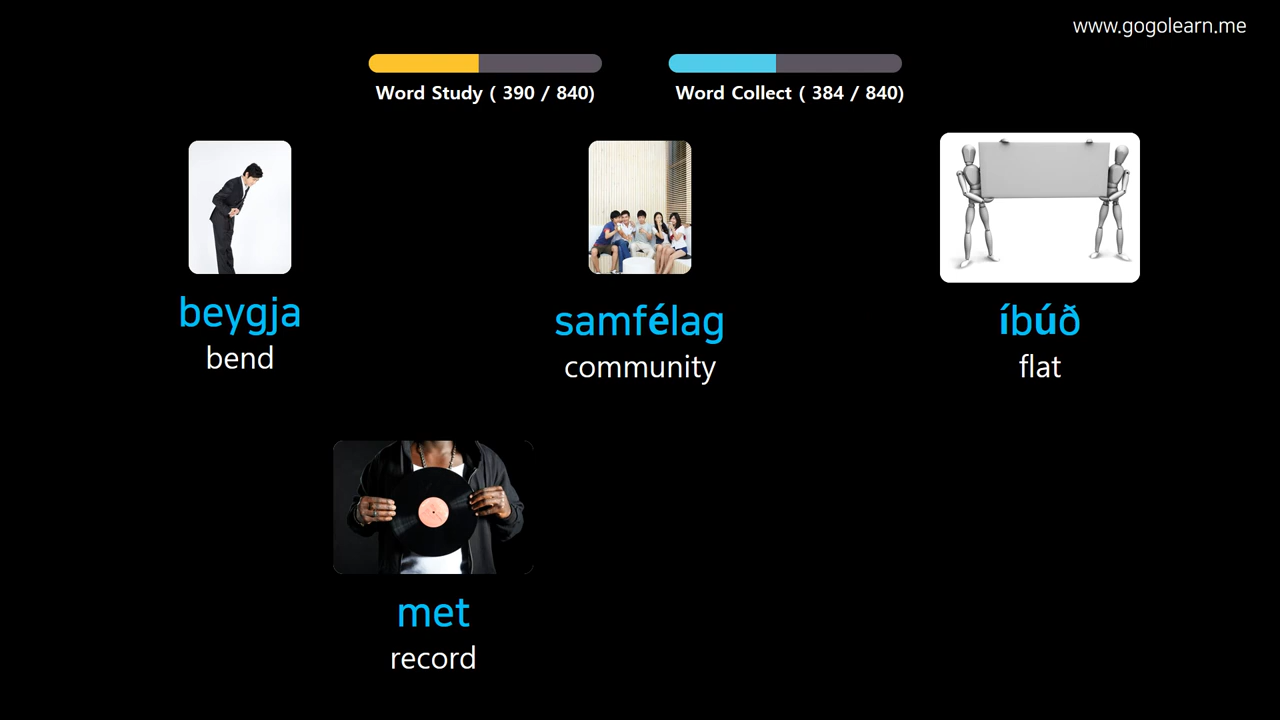 www.gogolearn.me
Word Study ( 390 / 840)
Word Collect ( 384 / 840)
beygja
bend
samfélag
community
íbúð
flat
met
record